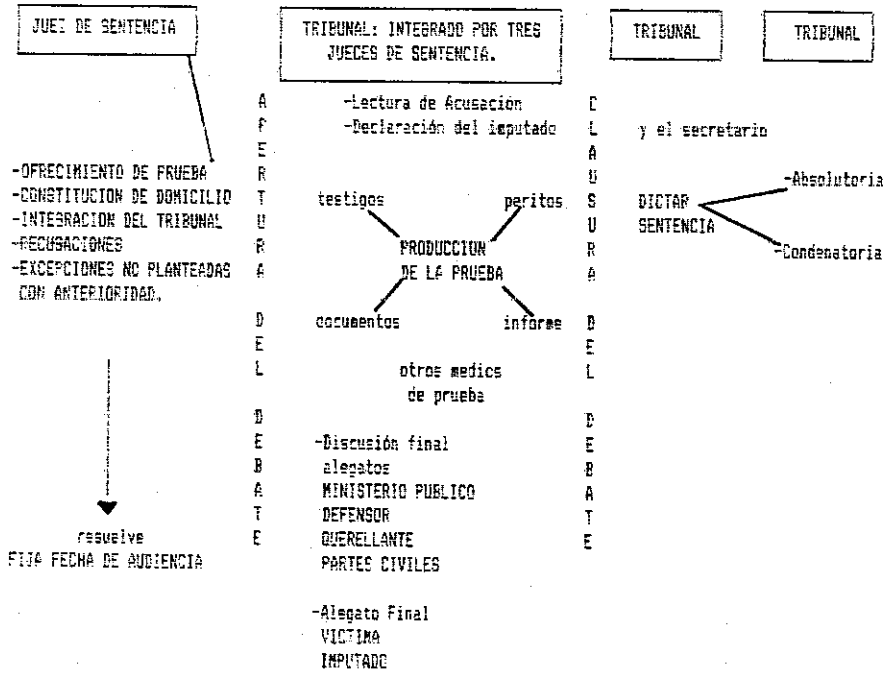 JUEZ DE SENTENCIA
-OFRECIMIENTO DE PRUEBA
-CONSTITUCION DE DOMICILIO
-INTEGRACION DEL TRIBUNAL
-RECUSACIONES
-EXCEPCIONES NO PLANTEADAS
CON ANTERIORIDAD.
resuelve
FIJA FECHA DE AUDIENCIA
APERTURA DEL DEBATE
TRIBUNAL: INTEGRADO POR TRES
JUECES DE SENTENCIA.
-Lectura de Acusación
-Declaración del imputado
testigos peritos
PRODUCCION
DE LA PRUEBA
documentos informe
otros medios
de prueba
-Discusión final
alegatos
MINISTERIO PUBLICO
DEFENSOR
QUERELLANTE
PARTES CIVILES
-Alegato Final
VICTIMA
IMPUTADO
CLAUSURA DEL DEBATE
TRIBUNAL
y el secretario
DICTAR
SENTENCIA
TRIBUNAL
-Absolutoria
-Condenatoria